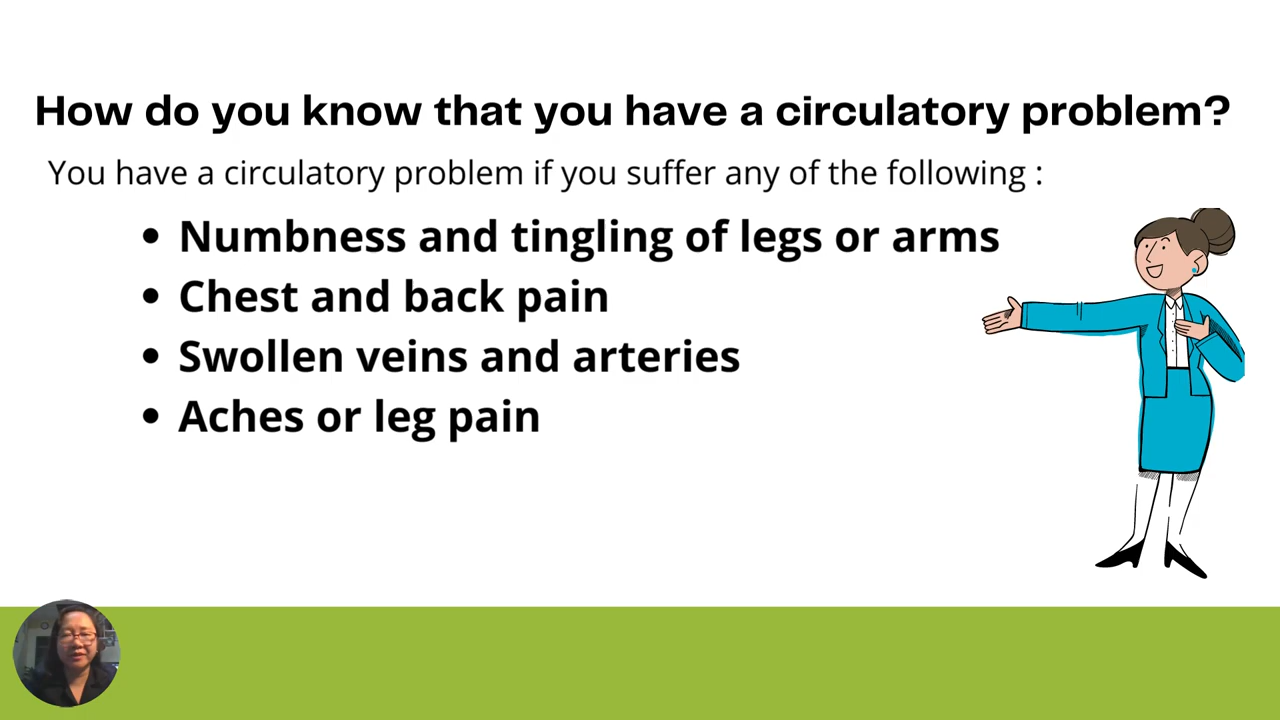 How do you know that you have a circulatory problem?
You have a circulatory problem if you suffer any of the following :
• Numbness and tingling of legs or arms
• Chest and back pain
• Swollen veins and arteries
• Aches or leg pain